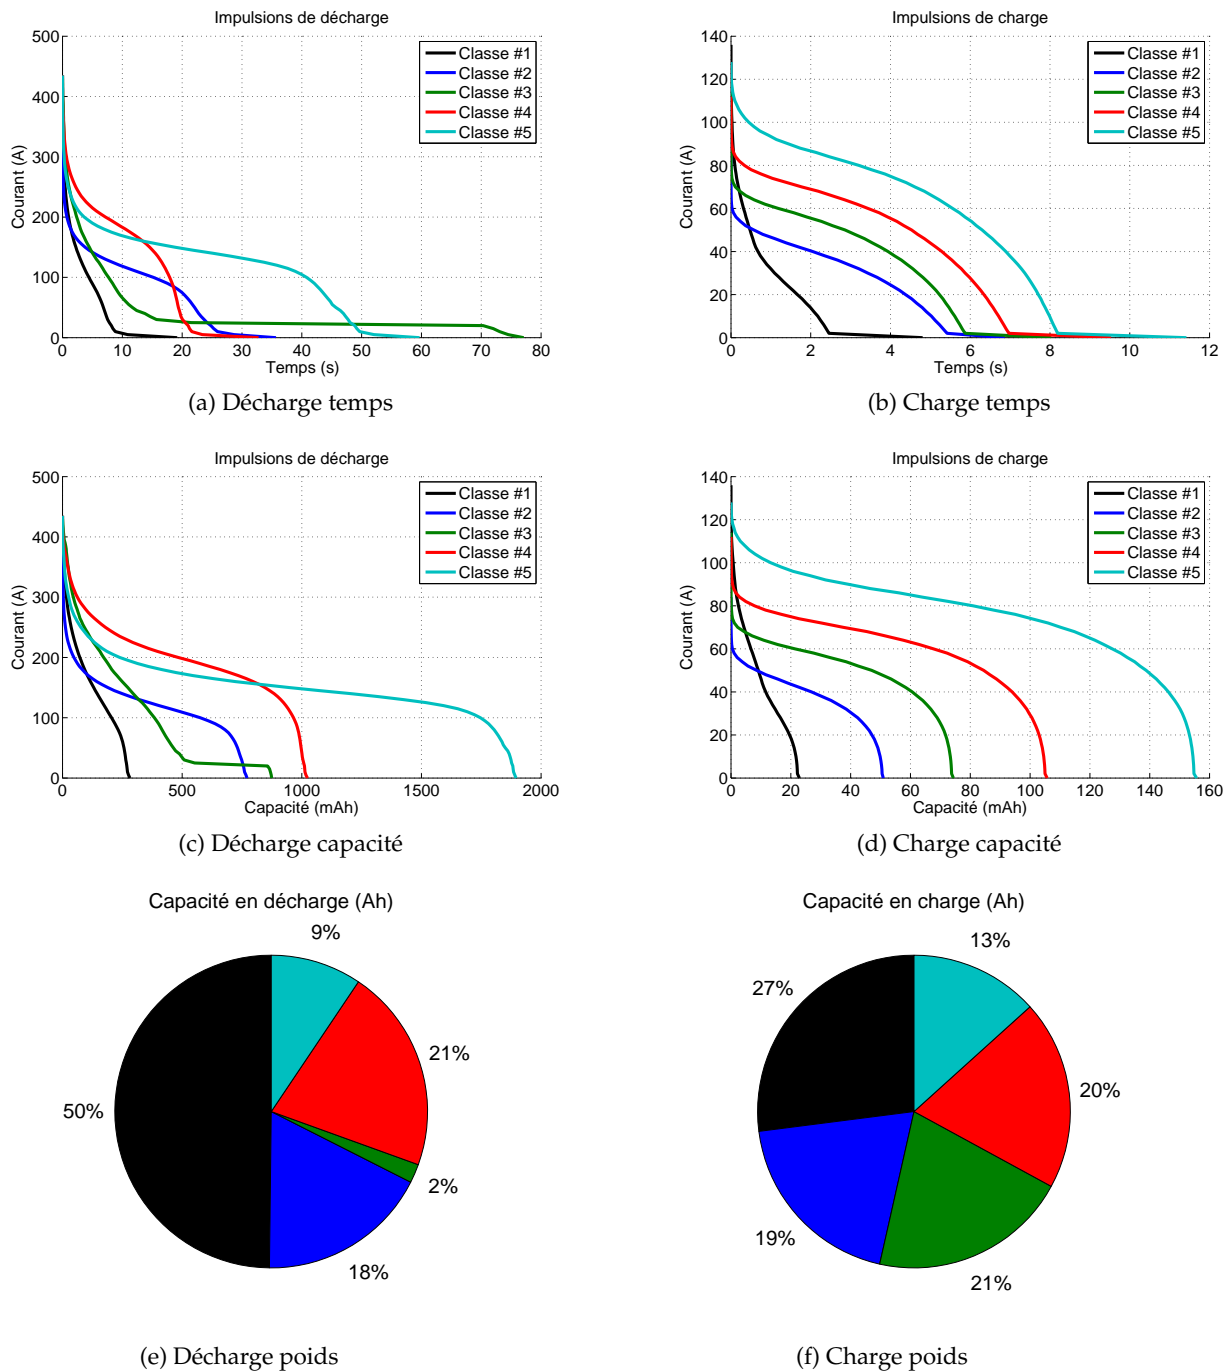 Impulsions de décharge
500
400
300
200
100
0
Courant (A)
0 10 20 30 40 50 60 70 80
Temps (s)
Classe #1
Classe #2
Classe #3
Classe #4
Classe #5
(a) Décharge temps
Impulsions de charge
140
120
100
80
60
40
20
0
Courant (A)
0 2 4 6 8 10 12
Temps (s)
Classe #1
Classe #2
Classe #3
Classe #4
Classe #5
(b) Charge temps
Impulsions de décharge
500
400
300
200
100
0
Courant (A)
0 500 1000 1500 2000
Capacité (mAh)
Classe #1
Classe #2
Classe #3
Classe #4
Classe #5
(c) Décharge capacité
Impulsions de charge
140
120
100
80
60
40
20
0
Courant (A)
0 20 40 60 80 100 120 140 160
Capacité (mAh)
Classe #1
Classe #2
Classe #3
Classe #4
Classe #5
(d) Charge capacité
Capacité en décharge (Ah)
9%
21%
50%
2%
18%
(e) Décharge poids
Capacité en charge (Ah)
13%
27%
20%
19%
21%
(f) Charge poids